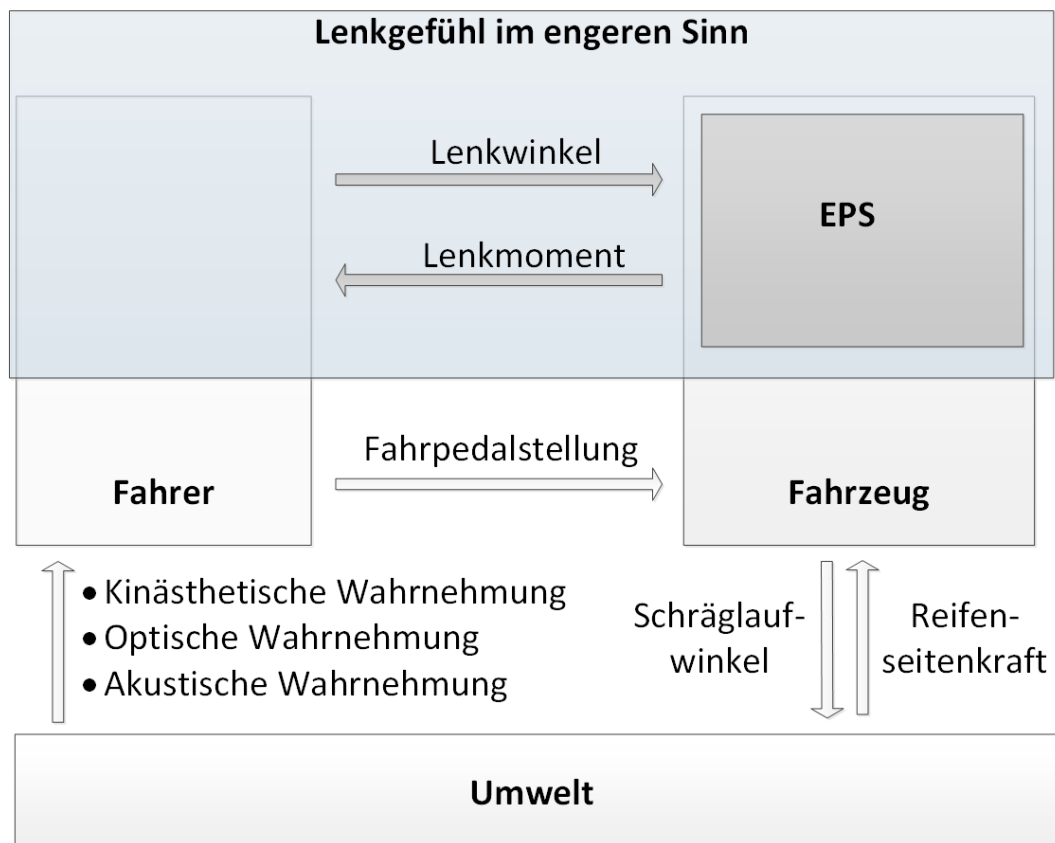 Lenkgefühl im engeren Sinn
Lenkwinkel
EPS
Lenkmoment
Fahrpedalstellung
Fahrer
Fahrzeug
• Kinästhetische Wahrnehmung
• Optische Wahrnehmung
• Akustische Wahrnehmung
Schräglauf-
winkel
Reifen-
seitenkraft
Umwelt